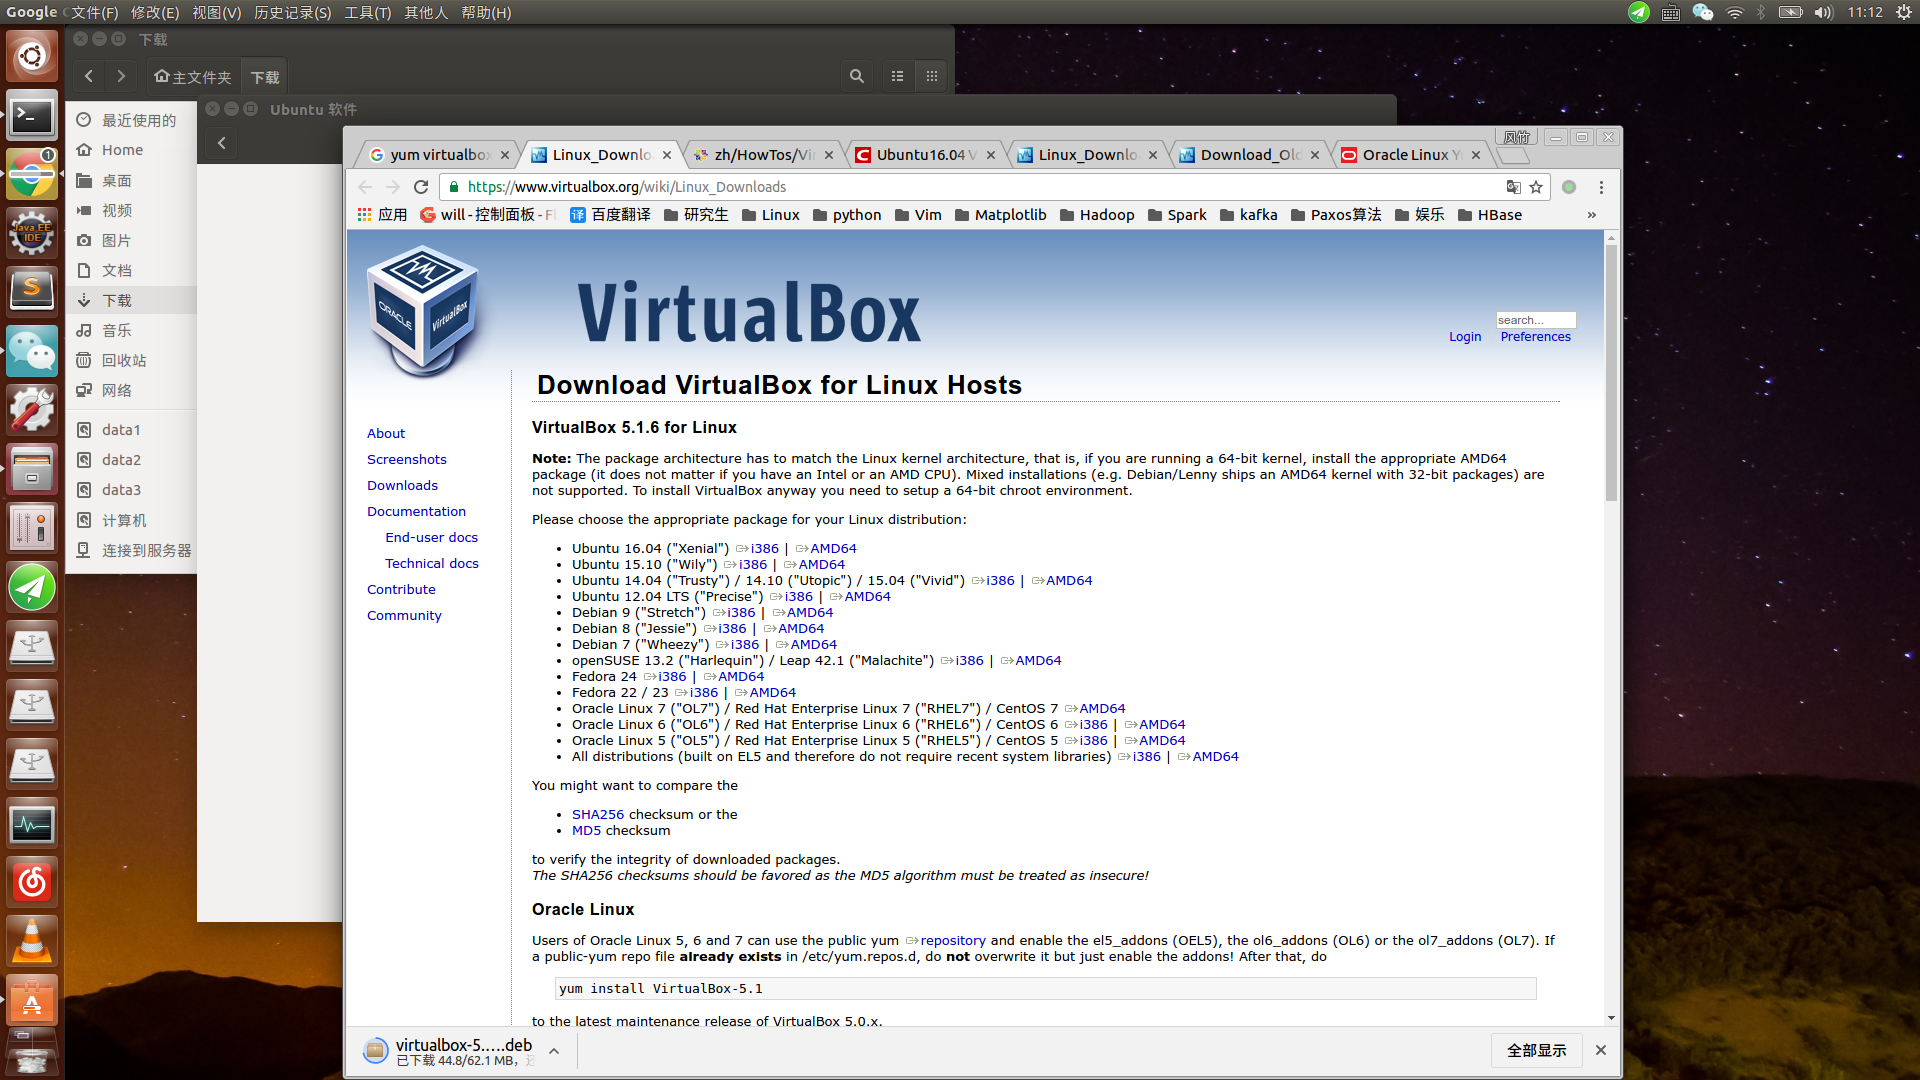 Google 文件(F) 修改(E) 视图(V) 历史记录(S) 工具(T) 其他人 帮助(H)
11:12
下载
主文件夹 下载
Ubuntu 软件
最近使用的
Home
桌面
视频
图片
文档
下载
音乐
回收站
网络
data1
data2
data3
计算机
连接到服务器
风竹
yum virtualbox Linux_Downlo zh/HowTos/Vir Ubuntu16.04 V Linux_Downlo Download_Old Oracle Linux Y
https://www.virtualbox.org/wiki/Linux_Downloads
应用 will - 控制面板 - F 百度翻译 研究生 Linux python Vim Matplotlib Hadoop Spark kafka Paxos算法 娱乐 HBase »
ORACLE VirtualBox
VirtualBox
search...
Login Preferences
Download VirtualBox for Linux Hosts
About
Screenshots
Downloads
Documentation
End-user docs
Technical docs
Contribute
Community
VirtualBox 5.1.6 for Linux
Note: The package architecture has to match the Linux kernel architecture, that is, if you are running a 64-bit kernel, install the appropriate AMD64
package (it does not matter if you have an Intel or an AMD CPU). Mixed installations (e.g. Debian/Lenny ships an AMD64 kernel with 32-bit packages) are
not supported. To install VirtualBox anyway you need to setup a 64-bit chroot environment.
Please choose the appropriate package for your Linux distribution:
• Ubuntu 16.04 ("Xenial") i386 | AMD64
• Ubuntu 15.10 ("Wily") i386 | AMD64
• Ubuntu 14.04 ("Trusty") / 14.10 ("Utopic") / 15.04 ("Vivid") i386 | AMD64
• Ubuntu 12.04 LTS ("Precise") i386 | AMD64
• Debian 9 ("Stretch") i386 | AMD64
• Debian 8 ("Jessie") i386 | AMD64
• Debian 7 ("Wheezy") i386 | AMD64
• openSUSE 13.2 ("Harlequin") / Leap 42.1 ("Malachite") i386 | AMD64
• Fedora 24 i386 | AMD64
• Fedora 22 / 23 i386 | AMD64
• Oracle Linux 7 ("OL7") / Red Hat Enterprise Linux 7 ("RHEL7") / CentOS 7 AMD64
• Oracle Linux 6 ("OL6") / Red Hat Enterprise Linux 6 ("RHEL6") / CentOS 6 i386 | AMD64
• Oracle Linux 5 ("OL5") / Red Hat Enterprise Linux 5 ("RHEL5") / CentOS 5 i386 | AMD64
• All distributions (built on EL5 and therefore do not require recent system libraries) i386 | AMD64
You might want to compare the
• SHA256 checksum or the
• MD5 checksum
to verify the integrity of downloaded packages.
The SHA256 checksums should be favored as the MD5 algorithm must be treated as insecure!
Oracle Linux
Users of Oracle Linux 5, 6 and 7 can use the public yum repository and enable the el5_addons (OEL5), the ol6_addons (OL6) or the ol7_addons (OL7). If
a public-yum repo file already exists in /etc/yum.repos.d, do not overwrite it but just enable the addons! After that, do
yum install VirtualBox-5.1
to the latest maintenance release of VirtualBox 5.0.x.
virtualbox-5.....deb
已下载 44.8/62.1 MB，
全部显示
Java EE
IDE
1